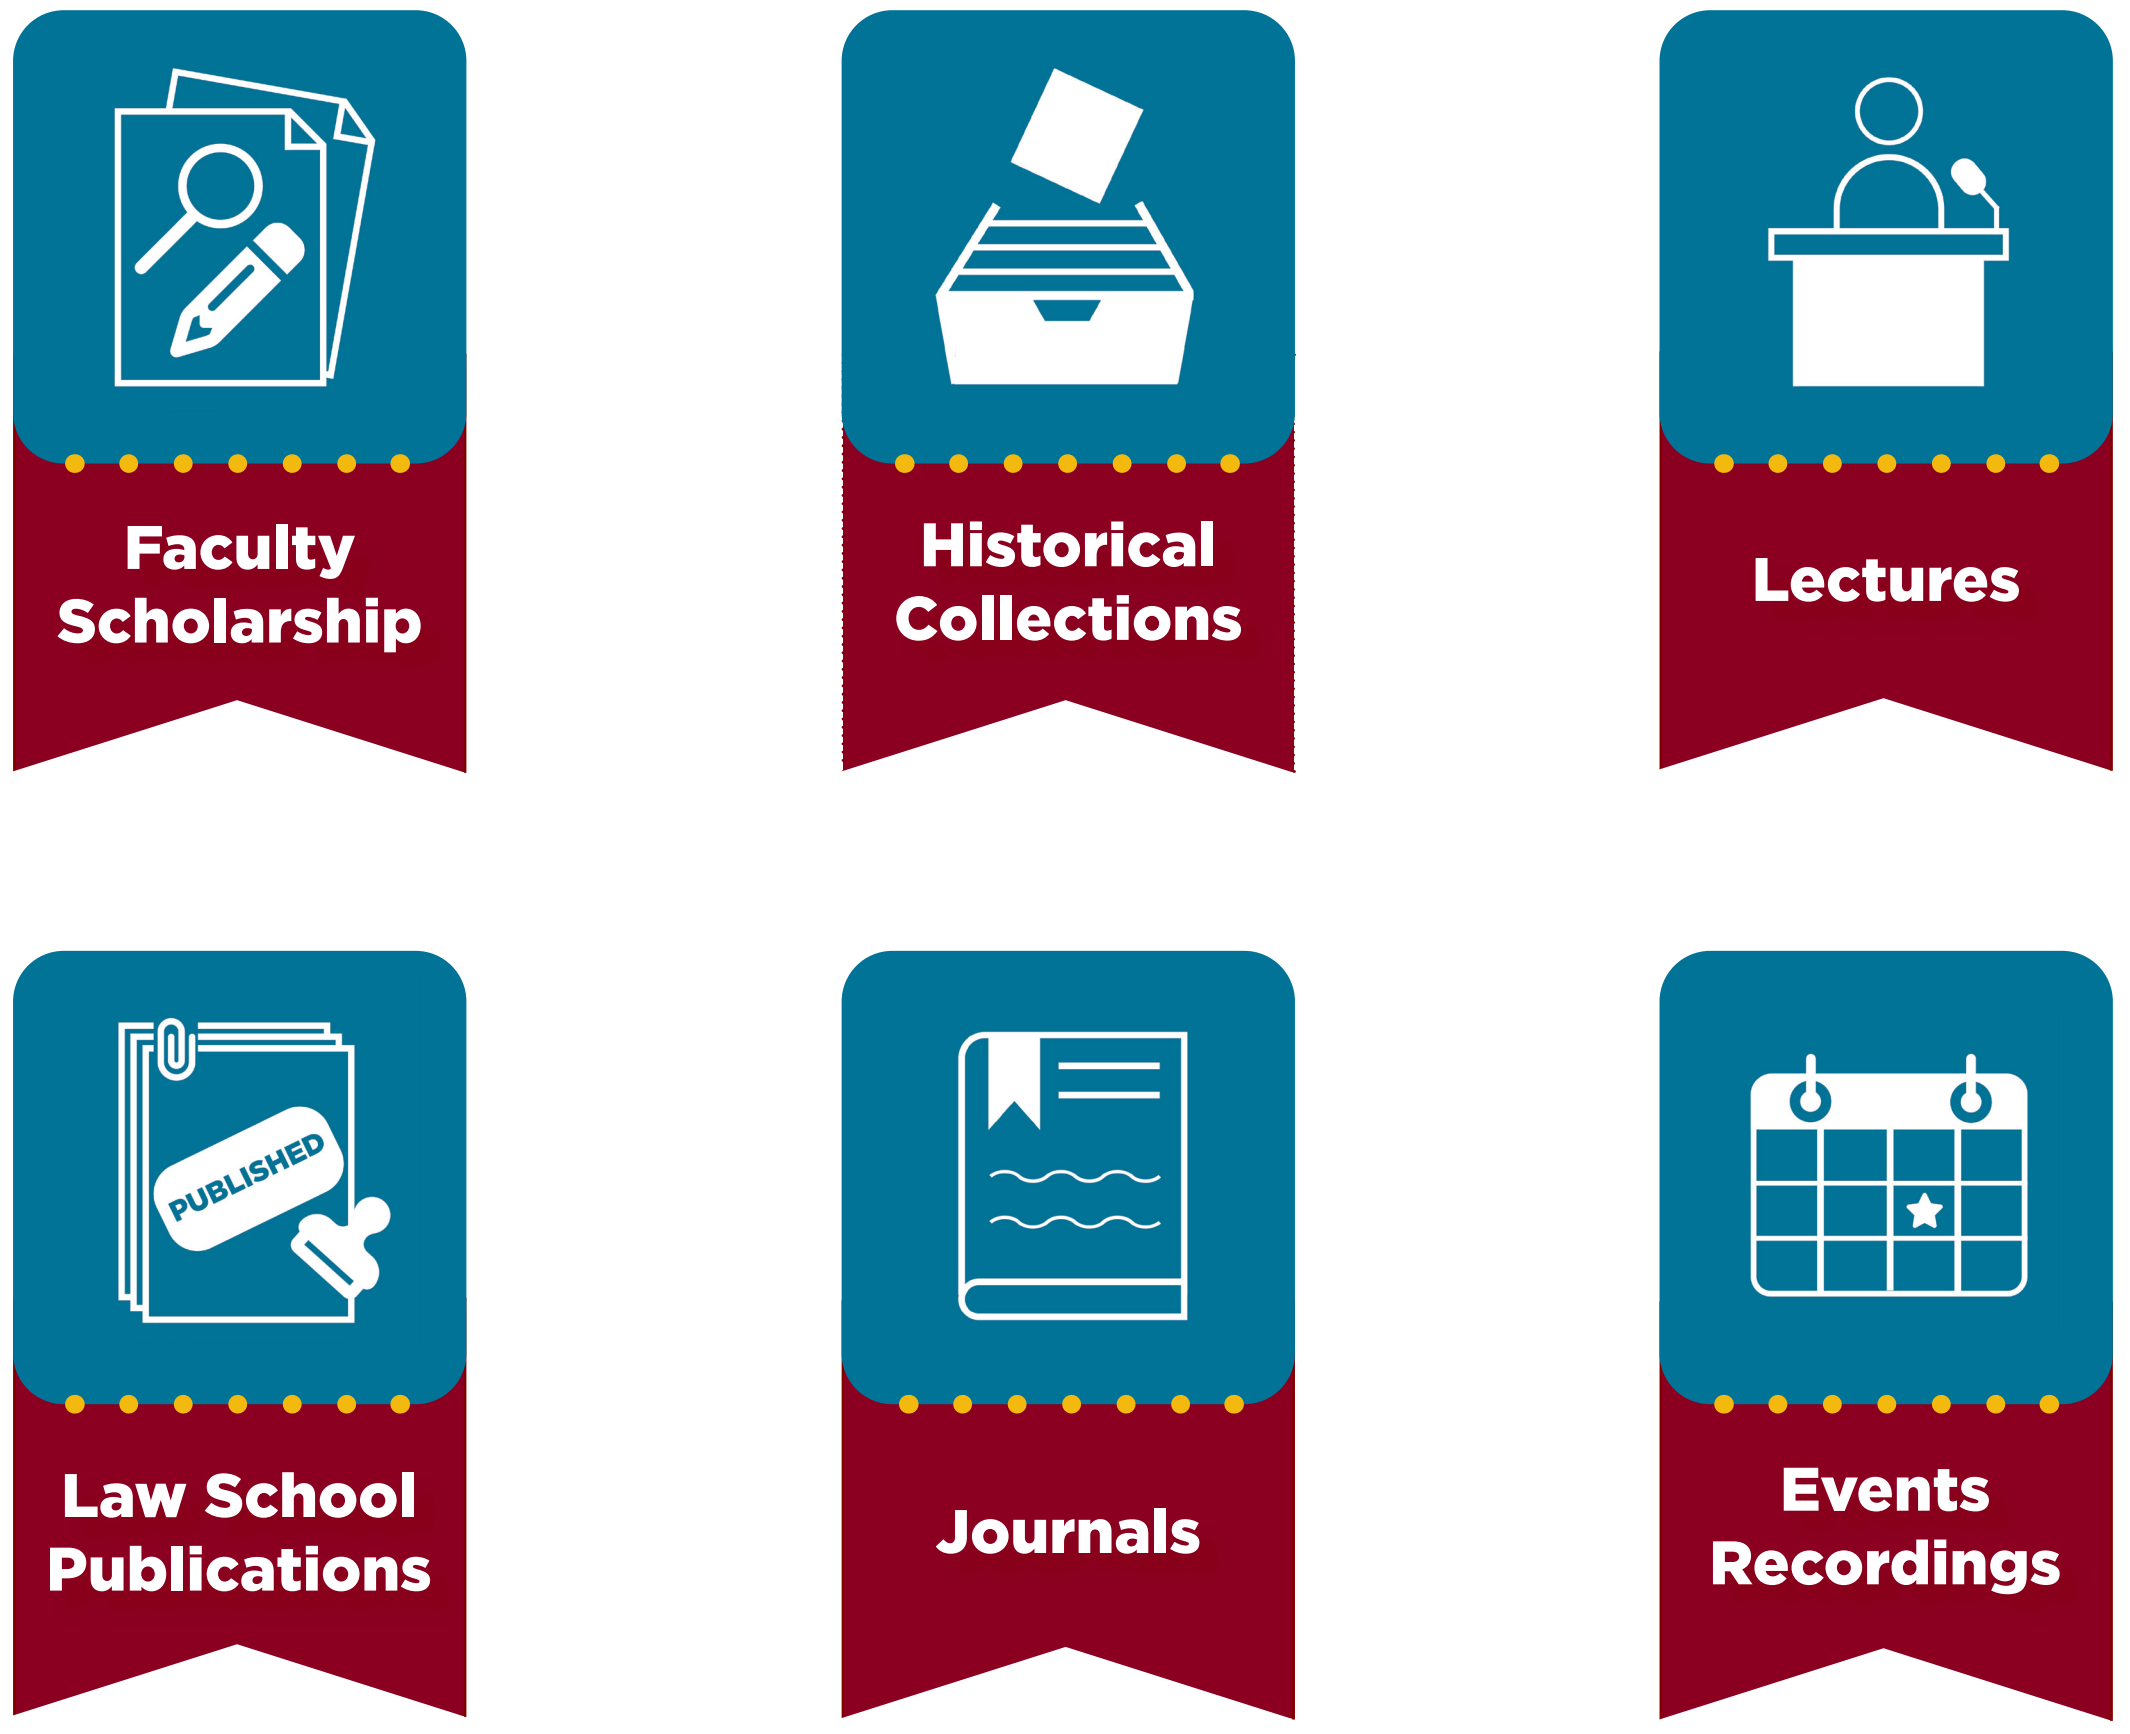 Faculty
Scholarship
Historical
Collections
Lectures
PUBLISHED
Law School
Publications
Journals
Events
Recordings